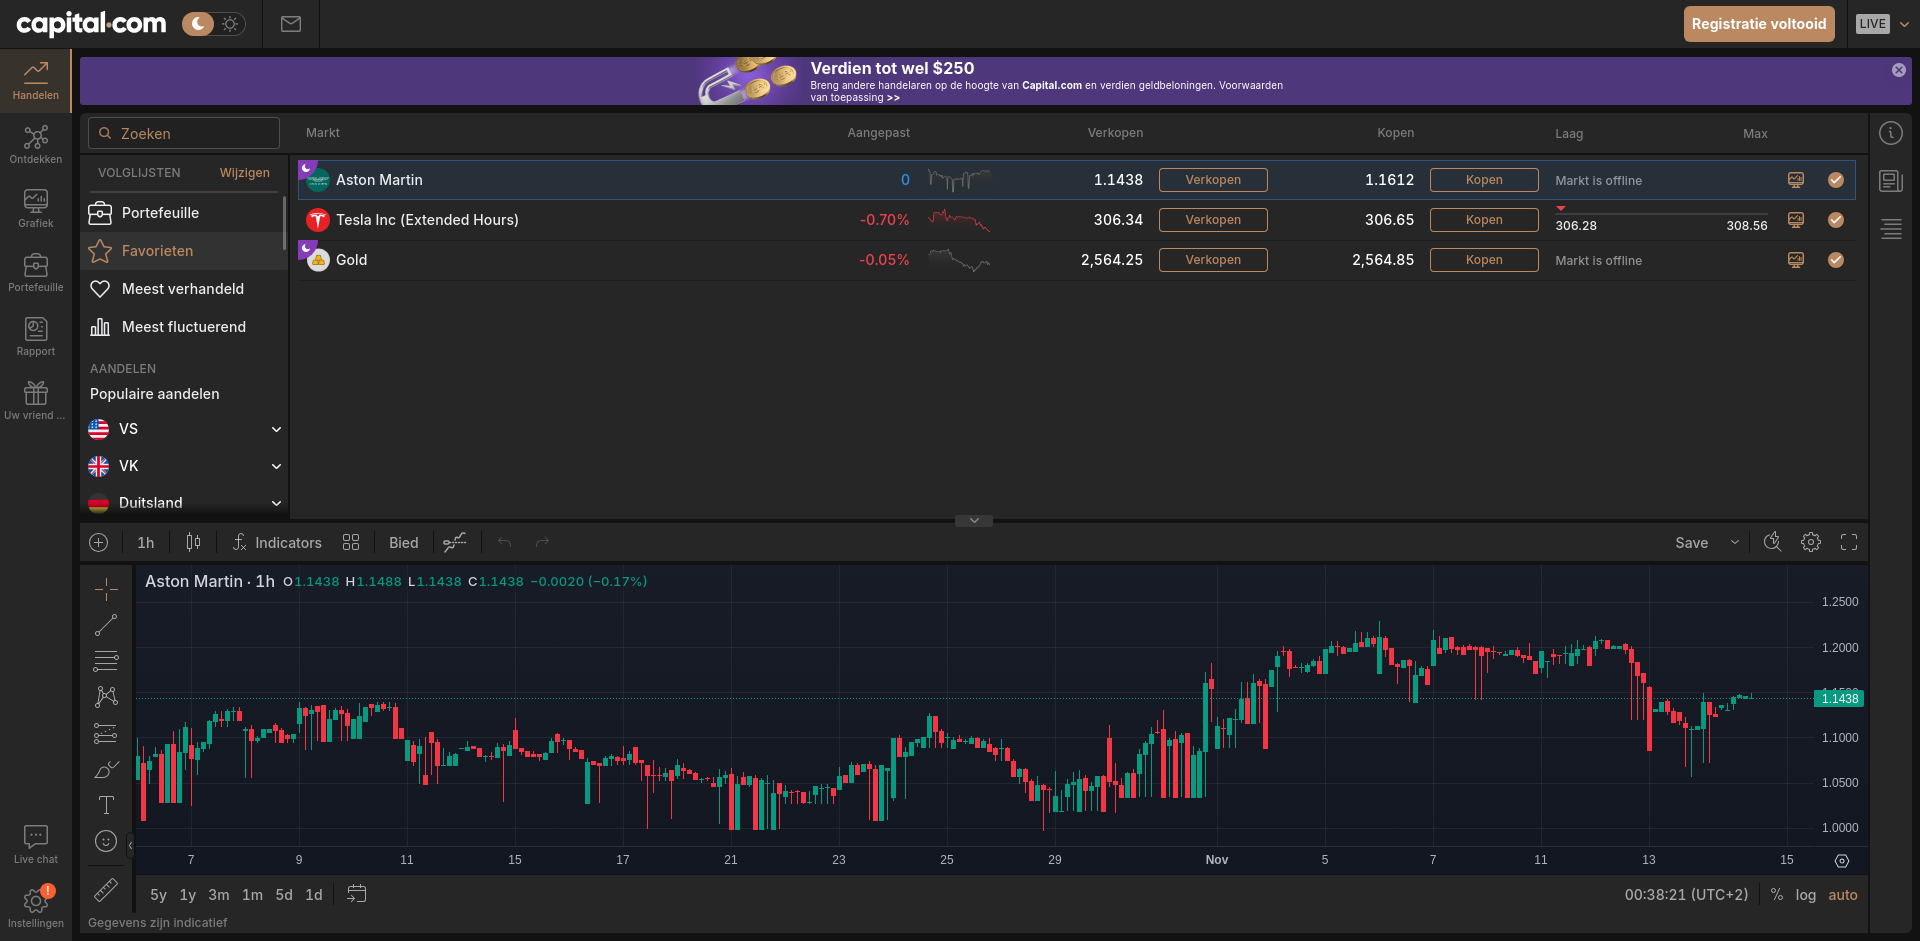 capital.com
Registratie voltooid
LIVE
Handelen
Ontdekken
Grafiek
Portefeuille
Rapport
Uw vriend ...
Live chat
!
Instellingen
Verdien tot wel $250
Breng andere handelaren op de hoogte van Capital.com en verdien geldbeloningen. Voorwaarden
van toepassing >>
Zoeken
Markt Aangepast Verkopen Kopen Laag Max
VOLGLIJSTEN Wijzigen
Portefeuille
Favorieten
Meest verhandeld
Meest fluctuerend
AANDELEN
Populaire aandelen
VS
VK
Duitsland
Aston Martin 0 1.1438 Verkopen 1.1612 Kopen Markt is offline
Tesla Inc (Extended Hours) -0.70% 306.34 Verkopen 306.65 Kopen 306.28 308.56
Gold -0.05% 2,564.25 Verkopen 2,564.85 Kopen Markt is offline
1h Indicators Bied Save
Aston Martin · 1h O1.1438 H1.1488 L1.1438 C1.1438 −0.0020 (−0.17%)
1.2500
1.2000
1.1438
1.1000
1.0500
1.0000
7 9 11 15 17 21 23 25 29 Nov 5 7 11 13 15
5y 1y 3m 1m 5d 1d 00:38:21 (UTC+2) % log auto
Gegevens zijn indicatief